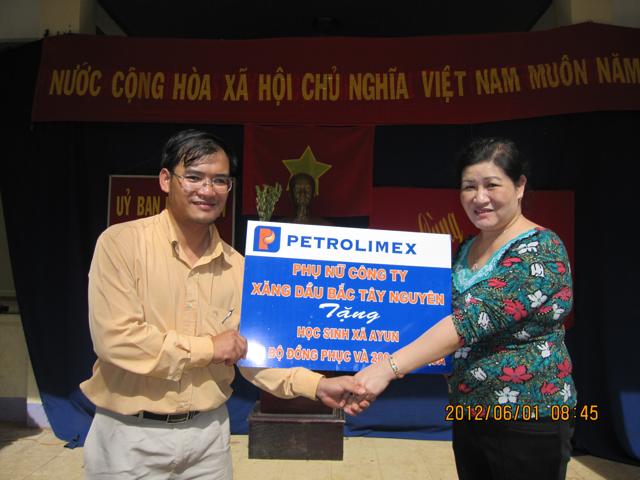 NƯỚC CỘNG HÒA XÃ HỘI CHỦ NGHĨA VIỆT NAM MUÔN NĂM
ỦY BAN
PETROLIMEX
PHỤ NỮ CÔNG TY
XĂNG DẦU BẮC TÂY NGUYÊN
Tặng
HỌC SINH XÃ AYUN
BỘ ĐỒNG PHỤC VÀ
2012/06/01 08:45